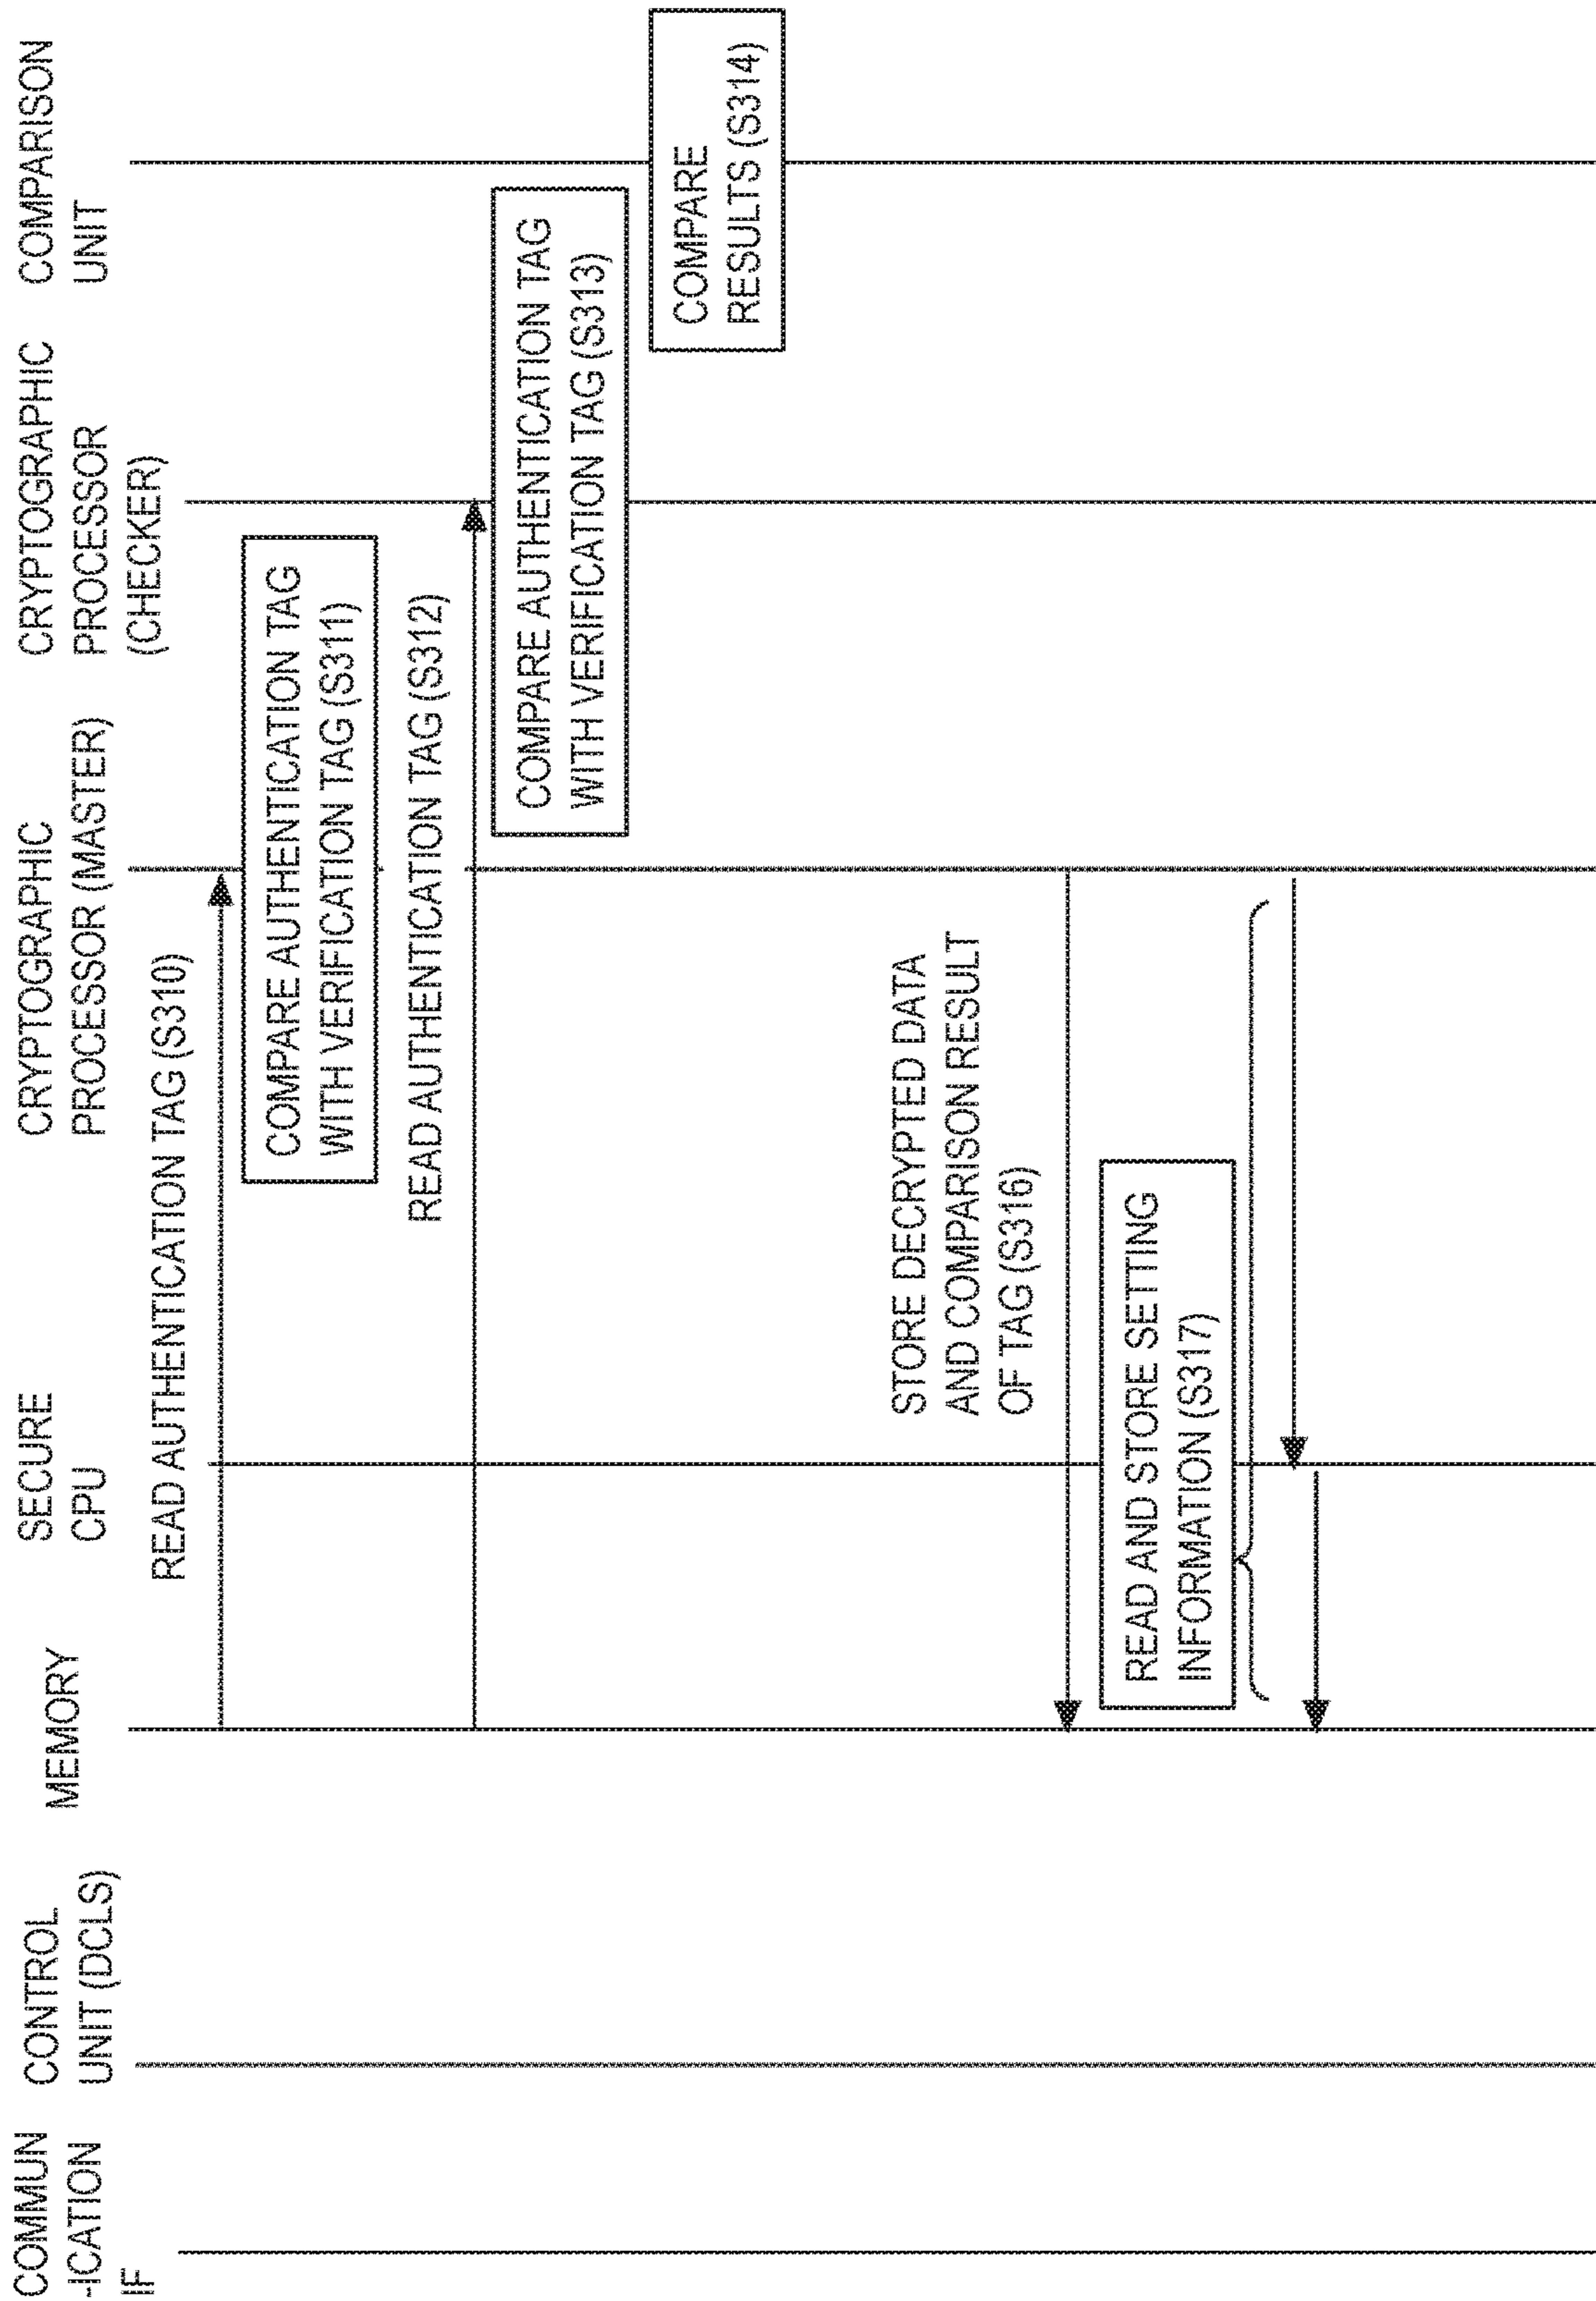 COMMUN
-ICATION
IF
CONTROL
UNIT (DCLS)
MEMORY
SECURE
CPU
CRYPTOGRAPHIC
PROCESSOR (MASTER)
CRYPTOGRAPHIC
PROCESSOR
(CHECKER)
COMPARISON
UNIT
READ AUTHENTICATION TAG (S310)
COMPARE AUTHENTICATION TAG
WITH VERIFICATION TAG (S311)
READ AUTHENTICATION TAG (S312)
COMPARE AUTHENTICATION TAG
WITH VERIFICATION TAG (S313)
COMPARE
RESULTS (S314)
STORE DECRYPTED DATA
AND COMPARISON RESULT
OF TAG (S316)
READ AND STORE SETTING
INFORMATION (S317)